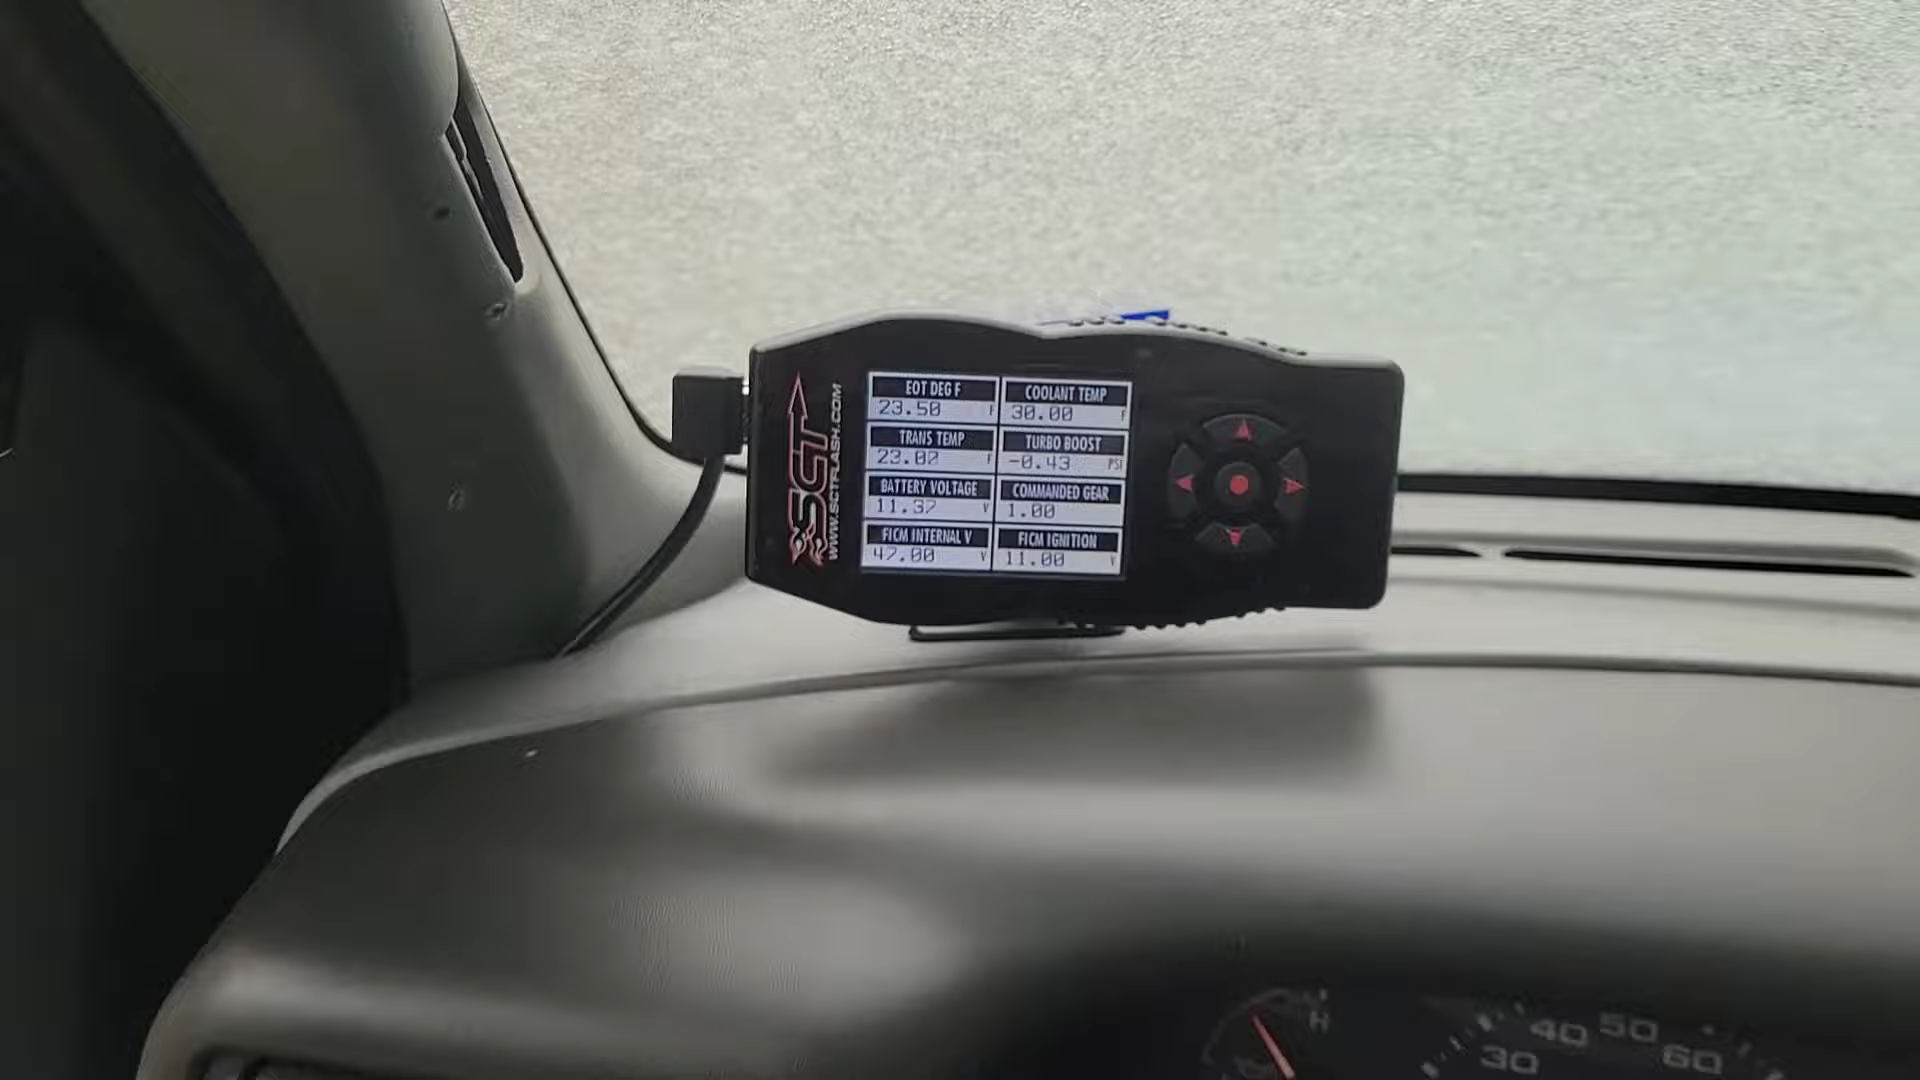 SCT
WWW.SCTFLASH.COM
EOT DEG F
23.50 F
COOLANT TEMP
30.00 F
TRANS TEMP
23.02 F
TURBO BOOST
-0.43 PSI
BATTERY VOLTAGE
11.37 V
COMMANDED GEAR
1.00
FICM INTERNAL V
47.00 V
FICM IGNITION
11.00 V
H
30
40
50
60